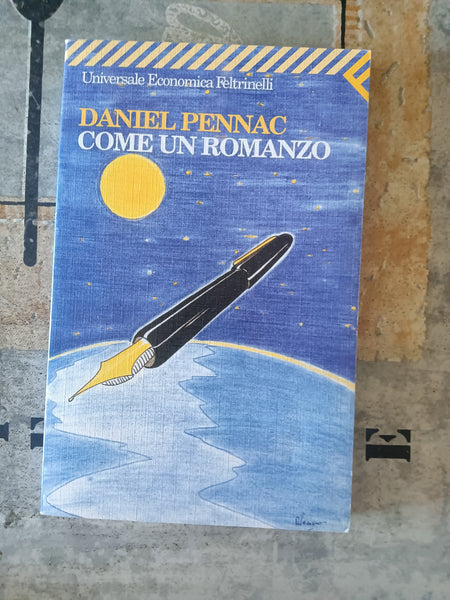 Universale Economica Feltrinelli
DANIEL PENNAC
COME UN ROMANZO
E